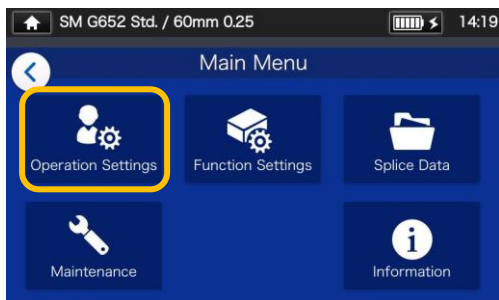 SM G652 Std. / 60mm 0.25 14:19
Main Menu
Operation Settings Function Settings Splice Data
Maintenance Information